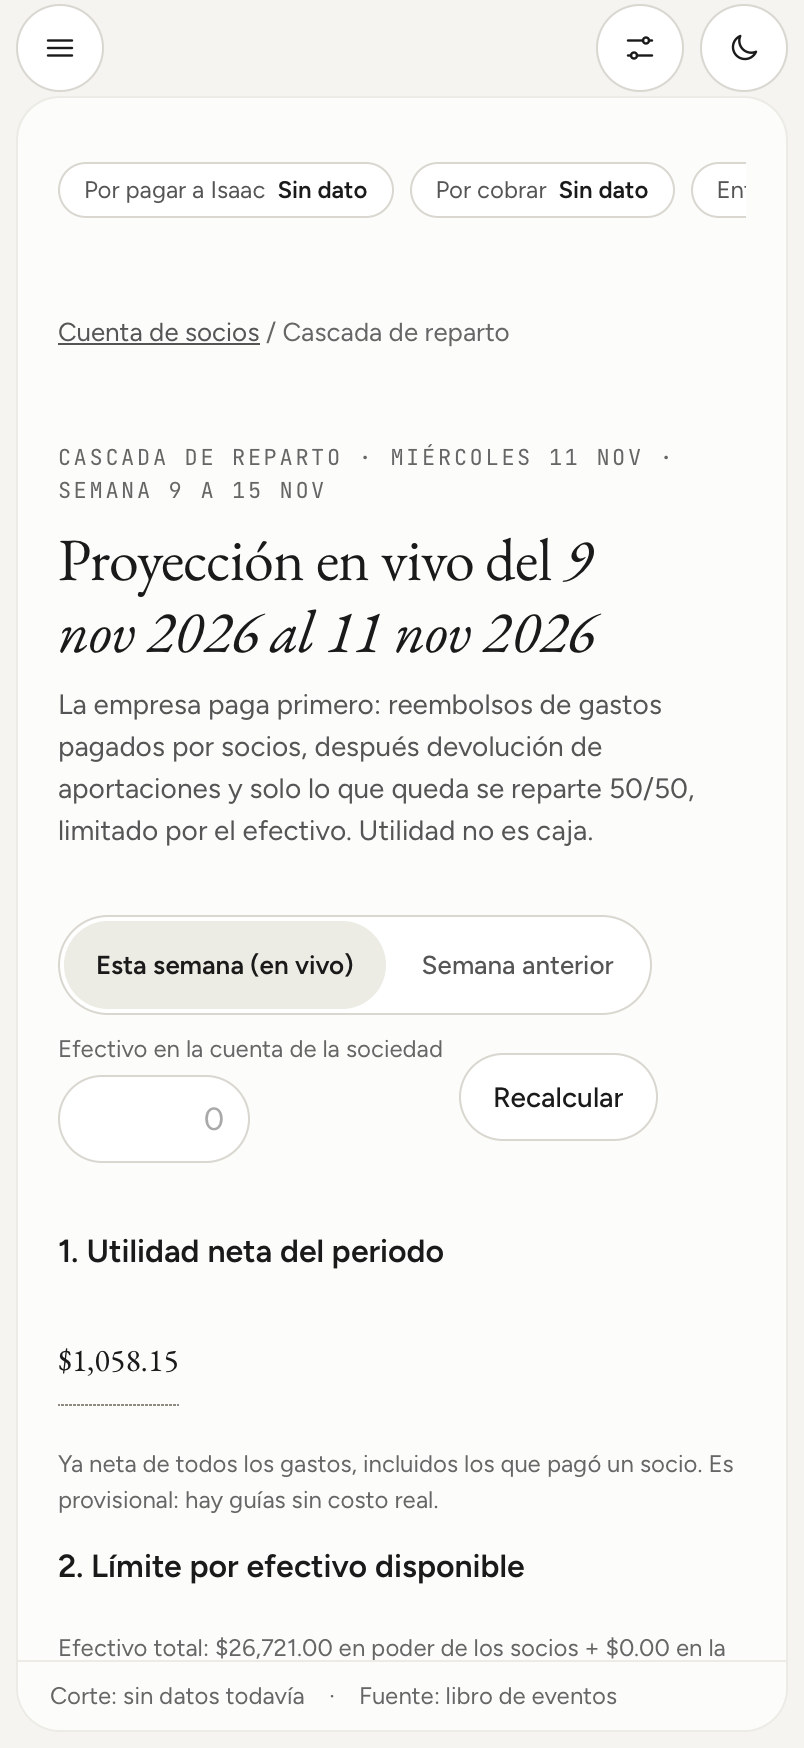 Por pagar a Isaac Sin dato Por cobrar Sin dato
Cuenta de socios / Cascada de reparto
CASCADA DE REPARTO · MIÉRCOLES 11 NOV ·
SEMANA 9 A 15 NOV
Proyección en vivo del 9
nov 2026 al 11 nov 2026
La empresa paga primero: reembolsos de gastos
pagados por socios, después devolución de
aportaciones y solo lo que queda se reparte 50/50,
limitado por el efectivo. Utilidad no es caja.
Esta semana (en vivo) Semana anterior
Efectivo en la cuenta de la sociedad
0 Recalcular
1. Utilidad neta del periodo
$1,058.15
Ya neta de todos los gastos, incluidos los que pagó un socio. Es
provisional: hay guías sin costo real.
2. Límite por efectivo disponible
Efectivo total: $26,721.00 en poder de los socios + $0.00 en la
Corte: sin datos todavía · Fuente: libro de eventos